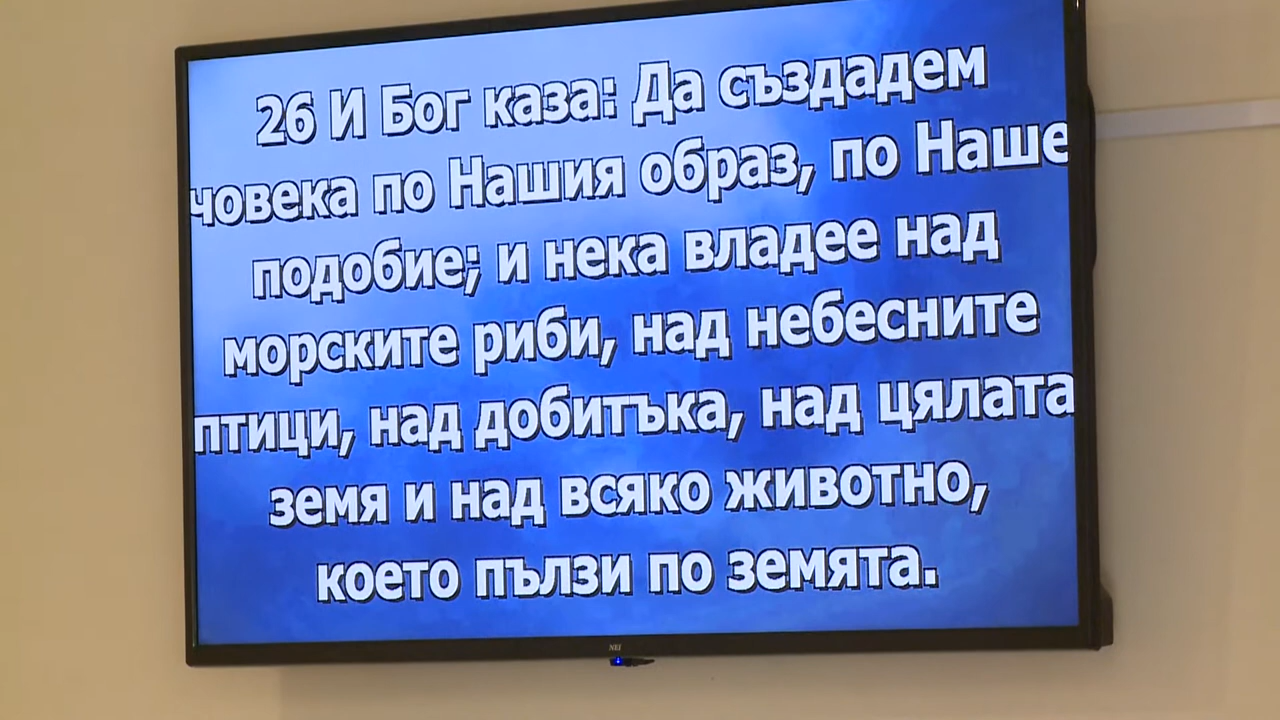 26 И Бог каза: Да създадем
човека по Нашия образ, по Наше
подобие; и нека владее над
морските риби, над небесните
птици, над добитъка, над цялата
земя и над всяко животно,
което пълзи по земята.
NEI